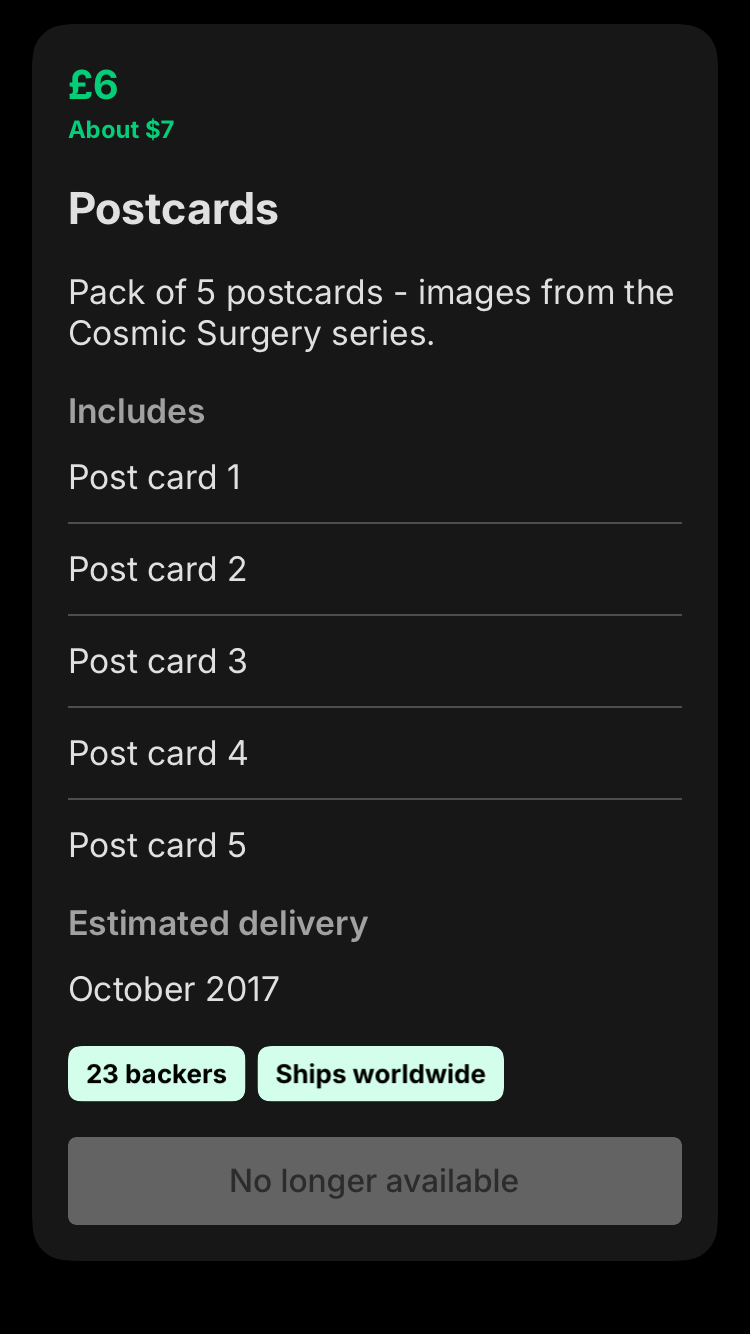 £6
About $7
Postcards
Pack of 5 postcards - images from the
Cosmic Surgery series.
Includes
Post card 1
Post card 2
Post card 3
Post card 4
Post card 5
Estimated delivery
October 2017
23 backers
Ships worldwide
No longer available